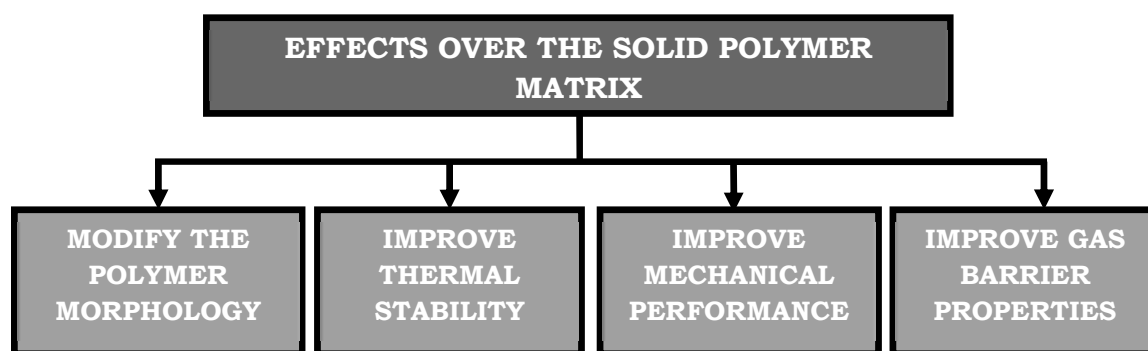 EFFECTS OVER THE SOLID POLYMER
MATRIX
MODIFY THE
POLYMER
MORPHOLOGY
IMPROVE
THERMAL
STABILITY
IMPROVE
MECHANICAL
PERFORMANCE
IMPROVE GAS
BARRIER
PROPERTIES